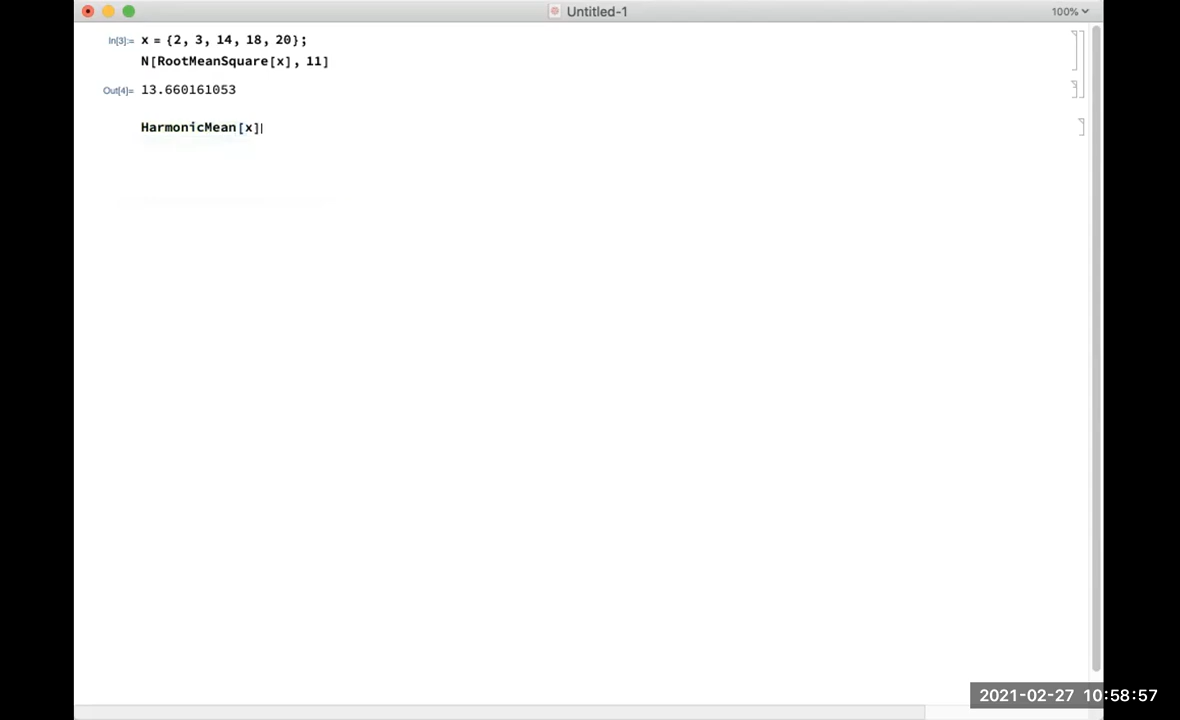 Untitled-1
100%
In[3]:= x = {2, 3, 14, 18, 20};
N[RootMeanSquare[x], 11]
Out[4]= 13.660161053
HarmonicMean[x]
2021-02-27 10:58:57